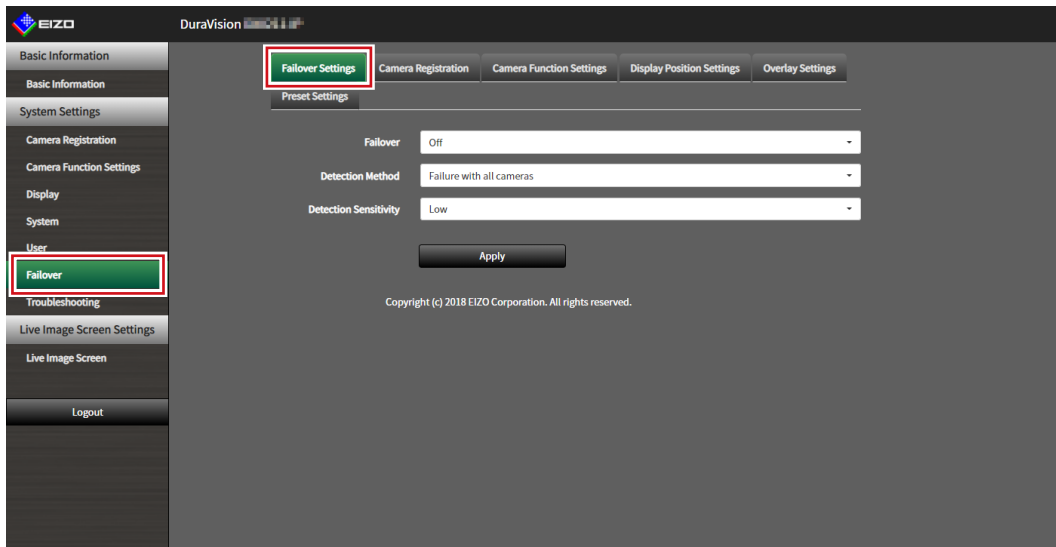 EIZO
DuraVision
Basic Information
Basic Information
System Settings
Camera Registration
Camera Function Settings
Display
System
User
Failover
Troubleshooting
Live Image Screen Settings
Live Image Screen
Logout
Failover Settings Camera Registration Camera Function Settings Display Position Settings Overlay Settings
Preset Settings
Failover Off
Detection Method Failure with all cameras
Detection Sensitivity Low
Apply
Copyright (c) 2018 EIZO Corporation. All rights reserved.